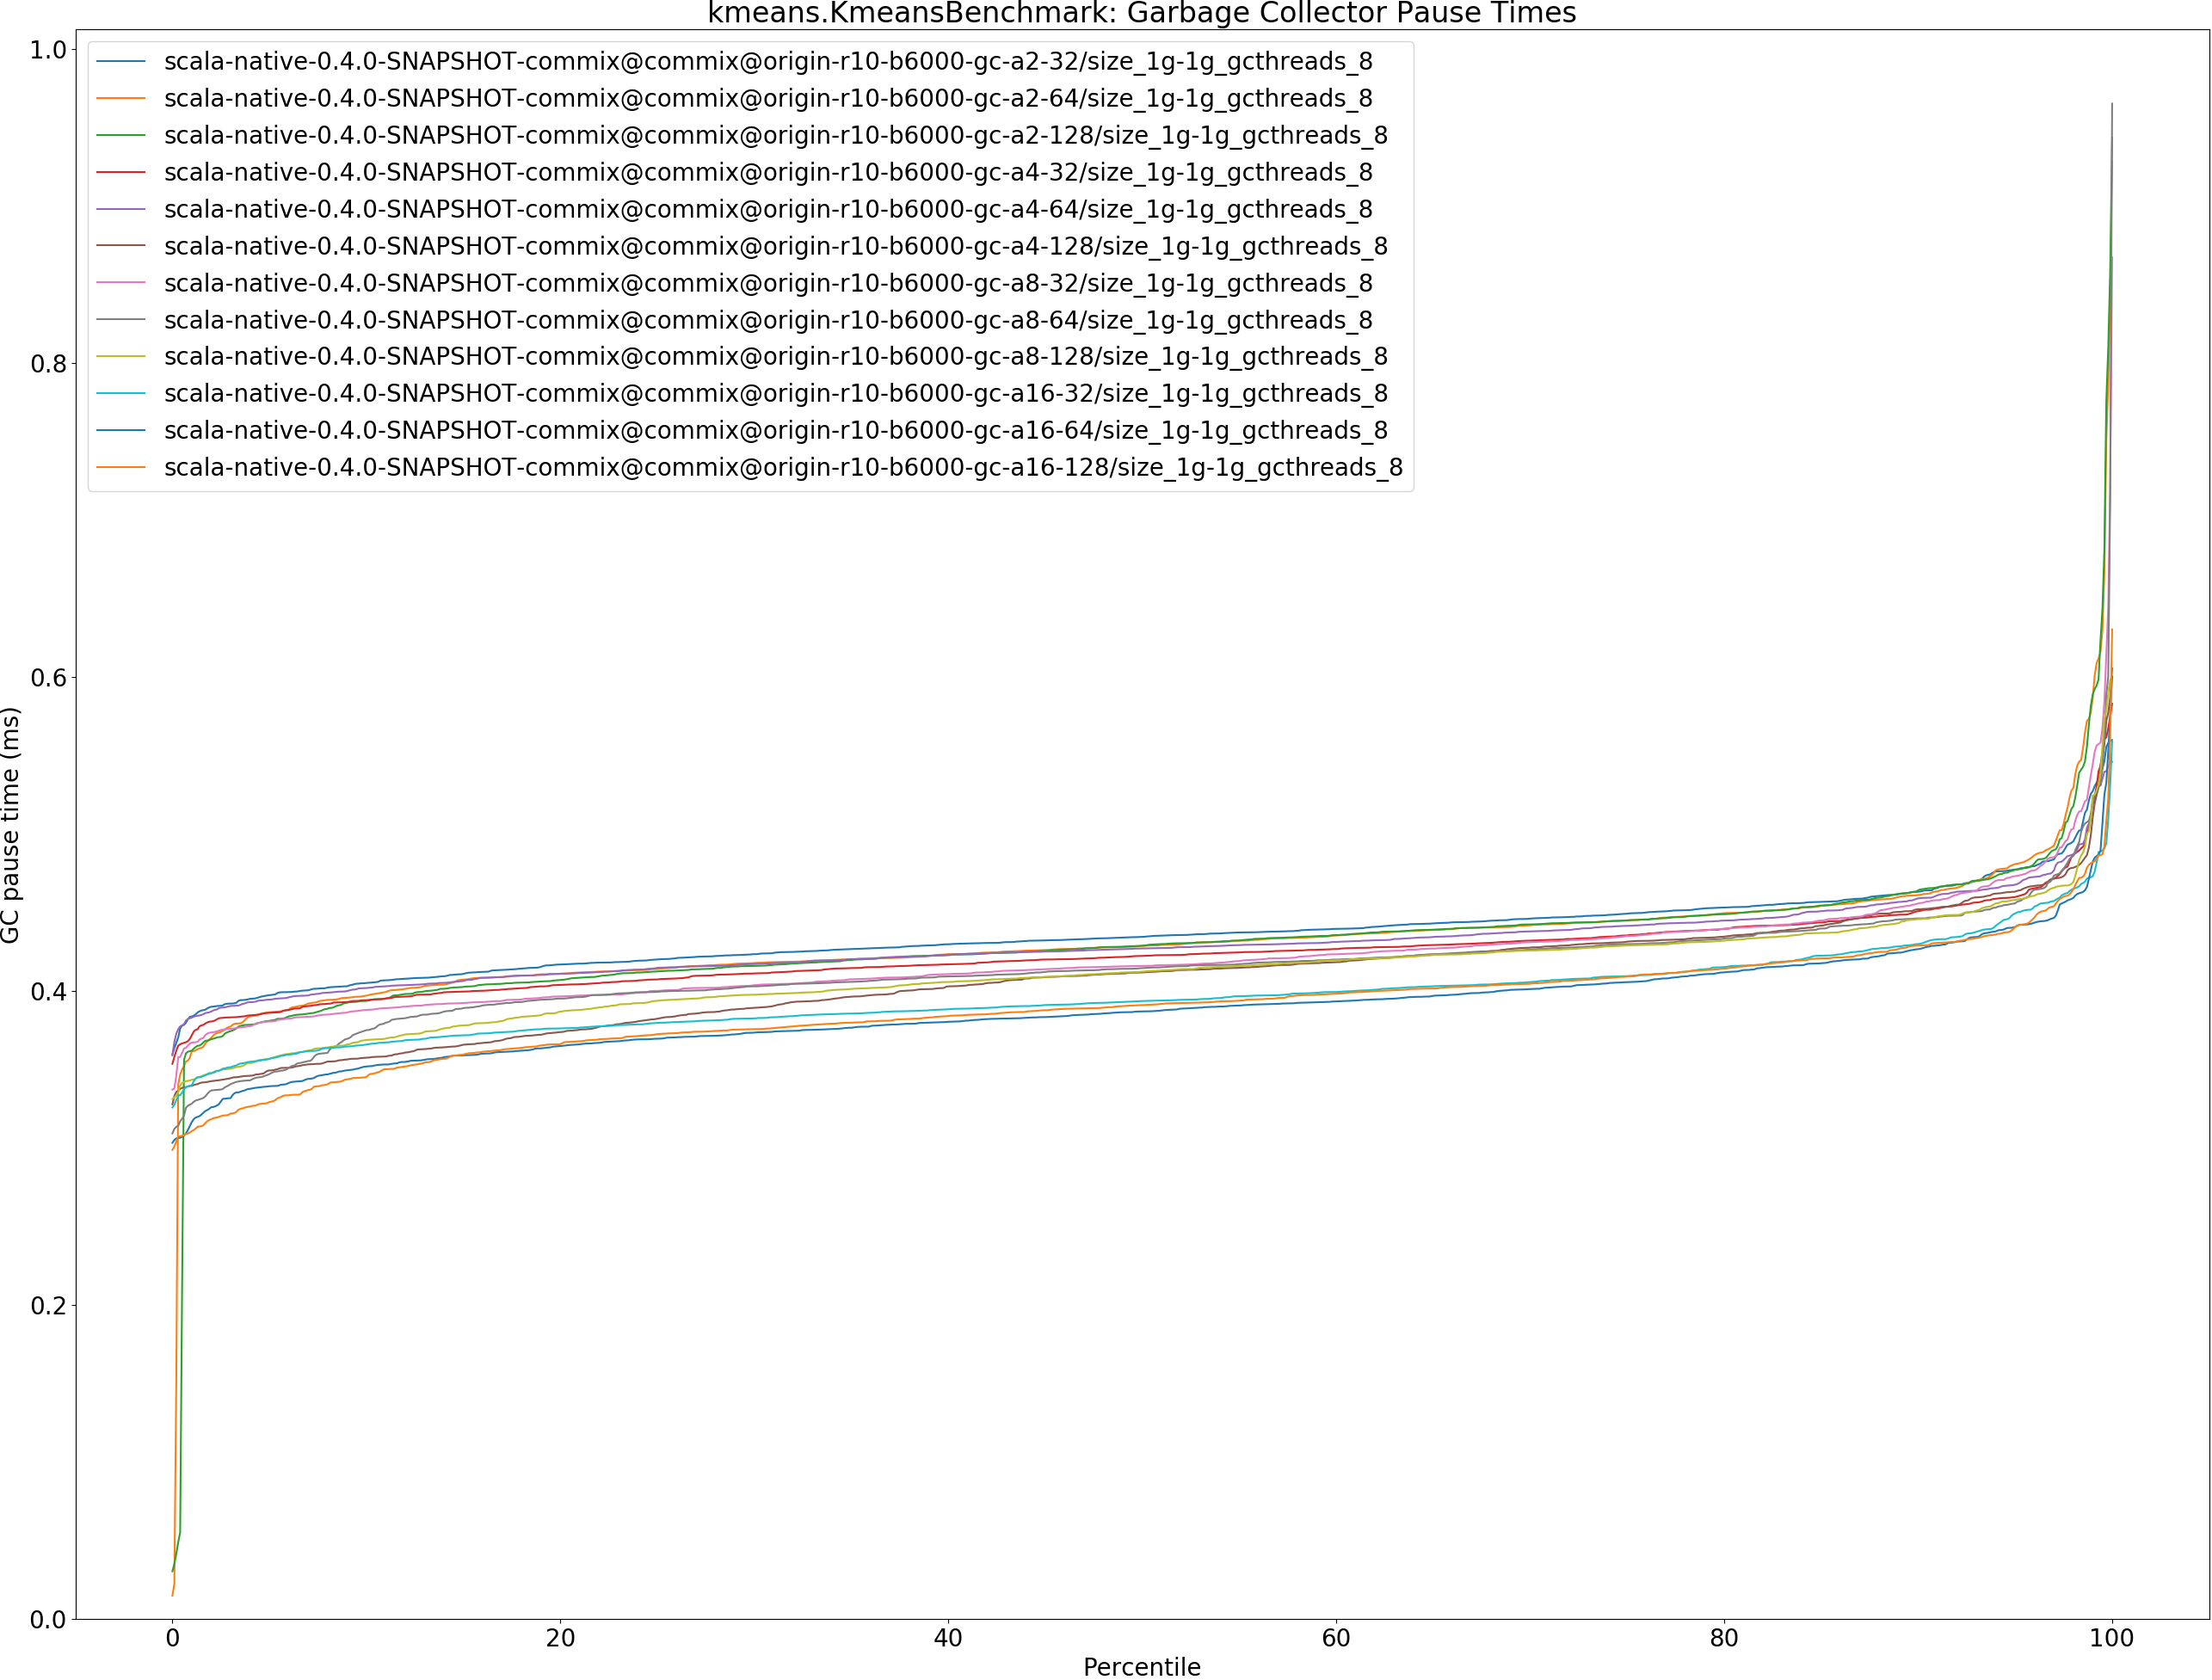 kmeans.KmeansBenchmark: Garbage Collector Pause Times
1.0
scala-native-0.4.0-SNAPSHOT-commix@commix@origin-r10-b6000-gc-a2-32/size_1g-1g_gcthreads_8
scala-native-0.4.0-SNAPSHOT-commix@commix@origin-r10-b6000-gc-a2-64/size_1g-1g_gcthreads_8
scala-native-0.4.0-SNAPSHOT-commix@commix@origin-r10-b6000-gc-a2-128/size_1g-1g_gcthreads_8
scala-native-0.4.0-SNAPSHOT-commix@commix@origin-r10-b6000-gc-a4-32/size_1g-1g_gcthreads_8
scala-native-0.4.0-SNAPSHOT-commix@commix@origin-r10-b6000-gc-a4-64/size_1g-1g_gcthreads_8
scala-native-0.4.0-SNAPSHOT-commix@commix@origin-r10-b6000-gc-a4-128/size_1g-1g_gcthreads_8
scala-native-0.4.0-SNAPSHOT-commix@commix@origin-r10-b6000-gc-a8-32/size_1g-1g_gcthreads_8
scala-native-0.4.0-SNAPSHOT-commix@commix@origin-r10-b6000-gc-a8-64/size_1g-1g_gcthreads_8
scala-native-0.4.0-SNAPSHOT-commix@commix@origin-r10-b6000-gc-a8-128/size_1g-1g_gcthreads_8
scala-native-0.4.0-SNAPSHOT-commix@commix@origin-r10-b6000-gc-a16-32/size_1g-1g_gcthreads_8
scala-native-0.4.0-SNAPSHOT-commix@commix@origin-r10-b6000-gc-a16-64/size_1g-1g_gcthreads_8
scala-native-0.4.0-SNAPSHOT-commix@commix@origin-r10-b6000-gc-a16-128/size_1g-1g_gcthreads_8
0.8
0.6
GC pause time (ms)
0.4
0.2
0.0
0 20 40 60 80 100
Percentile